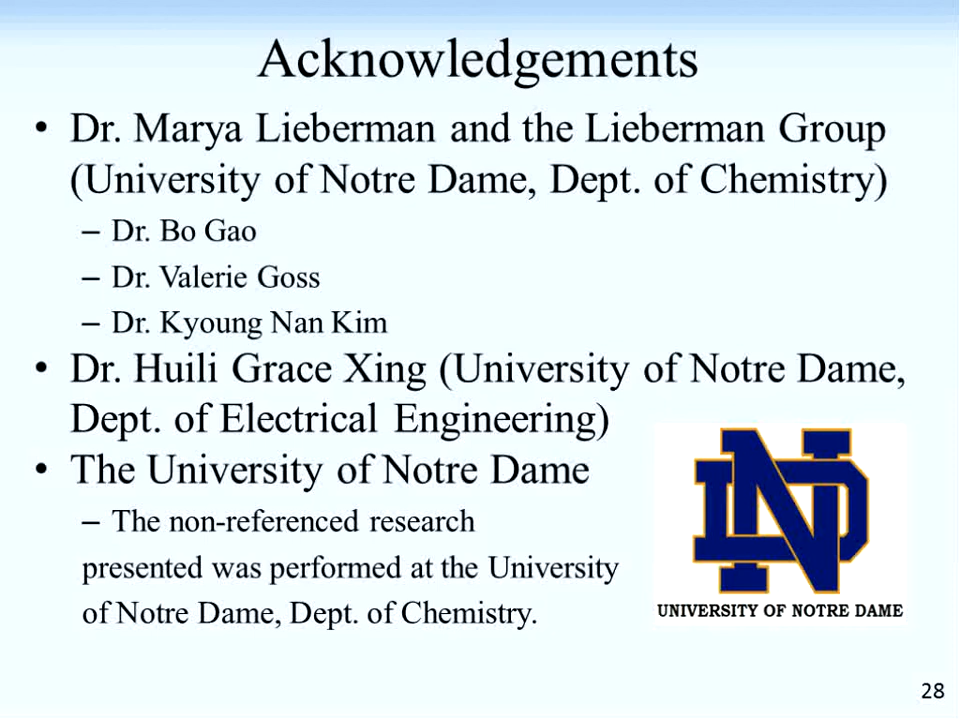 Acknowledgements
• Dr. Marya Lieberman and the Lieberman Group
(University of Notre Dame, Dept. of Chemistry)
– Dr. Bo Gao
– Dr. Valerie Goss
– Dr. Kyoung Nan Kim
• Dr. Huili Grace Xing (University of Notre Dame,
Dept. of Electrical Engineering)
• The University of Notre Dame
– The non-referenced research
presented was performed at the University
of Notre Dame, Dept. of Chemistry.
ND
UNIVERSITY OF NOTRE DAME
28